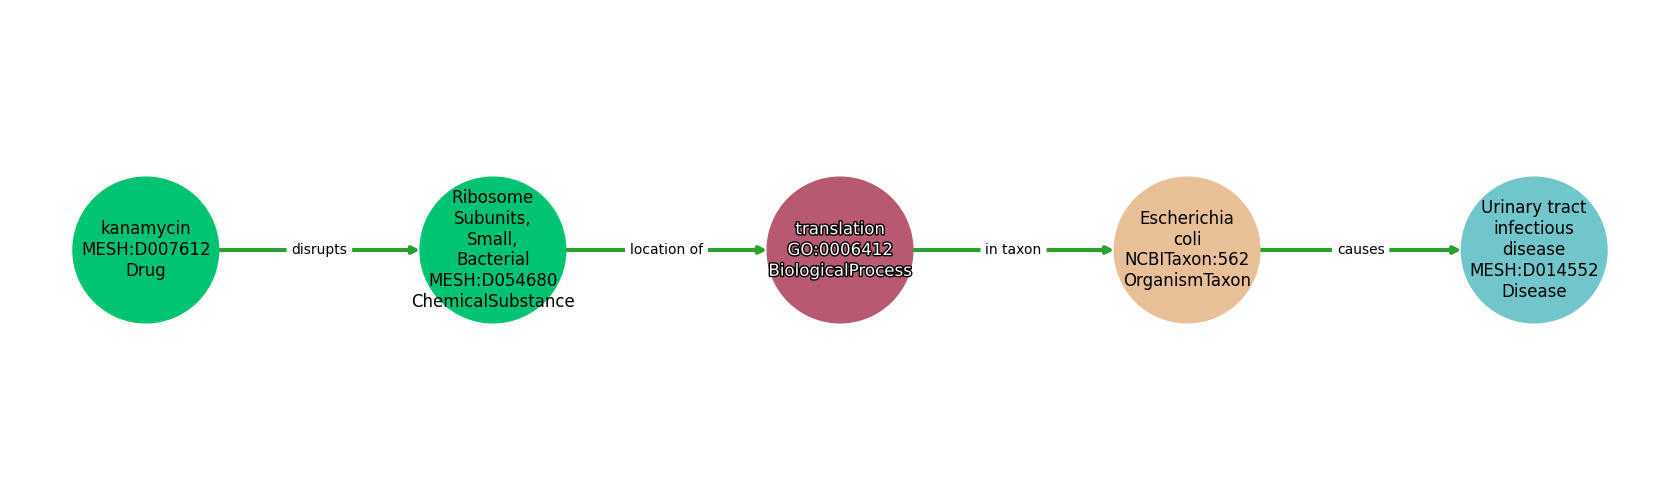 kanamycin
MESH:D007612
Drug
disrupts
Ribosome
Subunits,
Small,
Bacterial
MESH:D054680
ChemicalSubstance
location of
translation
GO:0006412
BiologicalProcess
in taxon
Escherichia
coli
NCBITaxon:562
OrganismTaxon
causes
Urinary tract
infectious
disease
MESH:D014552
Disease